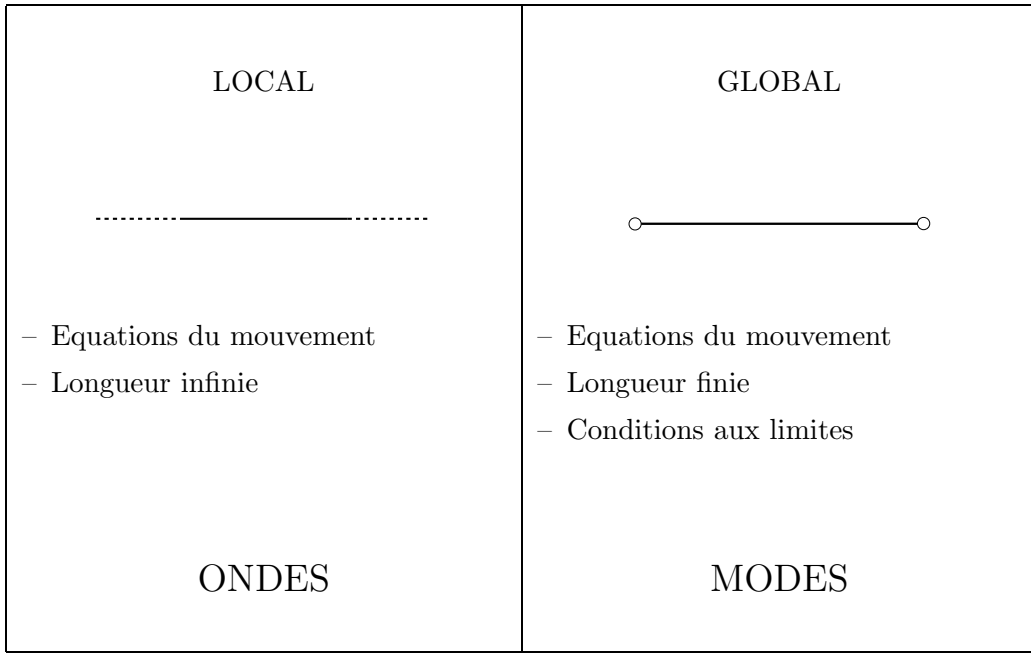 LOCAL
– Equations du mouvement
– Longueur infinie
ONDES
GLOBAL
– Equations du mouvement
– Longueur finie
– Conditions aux limites
MODES